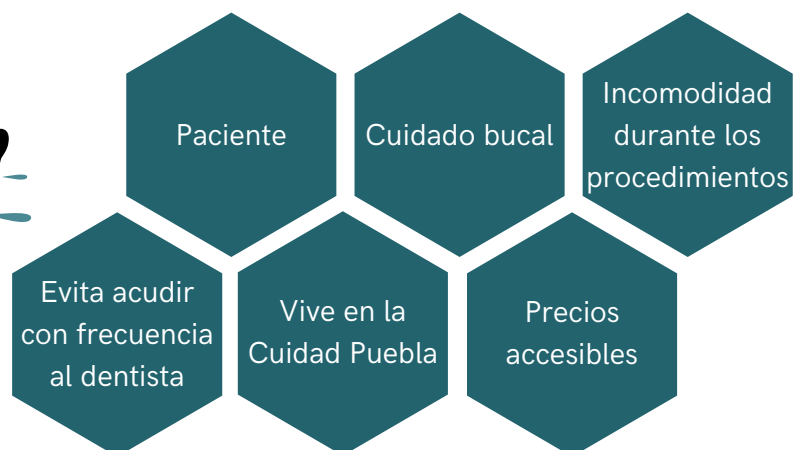 Paciente
Cuidado bucal
Incomodidad
durante los
procedimientos
Evita acudir
con frecuencia
al dentista
Vive en la
Cuidad Puebla
Precios
accesibles